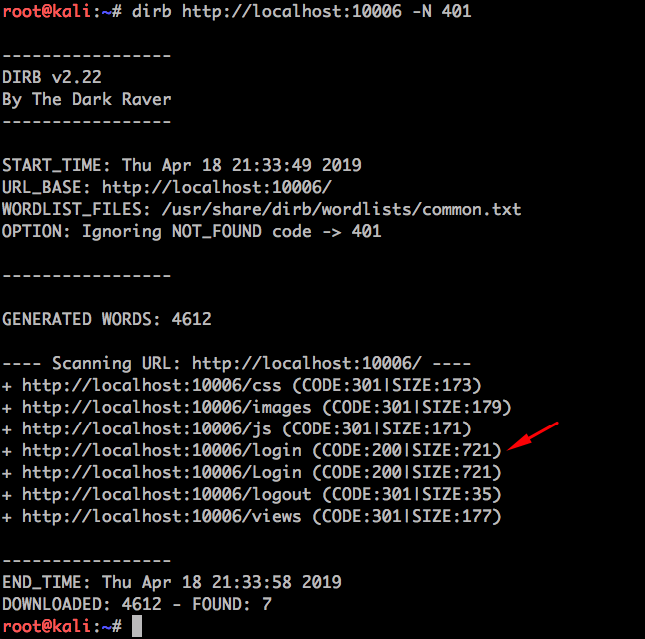 root@kali:~# dirb http://localhost:10006 -N 401
-----------------
DIRB v2.22
By The Dark Raver
-----------------
START_TIME: Thu Apr 18 21:33:49 2019
URL_BASE: http://localhost:10006/
WORDLIST_FILES: /usr/share/dirb/wordlists/common.txt
OPTION: Ignoring NOT_FOUND code -> 401
-----------------
GENERATED WORDS: 4612
---- Scanning URL: http://localhost:10006/ ----
+ http://localhost:10006/css (CODE:301|SIZE:173)
+ http://localhost:10006/images (CODE:301|SIZE:179)
+ http://localhost:10006/js (CODE:301|SIZE:171)
+ http://localhost:10006/login (CODE:200|SIZE:721)
+ http://localhost:10006/Login (CODE:200|SIZE:721)
+ http://localhost:10006/logout (CODE:301|SIZE:35)
+ http://localhost:10006/views (CODE:301|SIZE:177)
-----------------
END_TIME: Thu Apr 18 21:33:58 2019
DOWNLOADED: 4612 - FOUND: 7
root@kali:~#